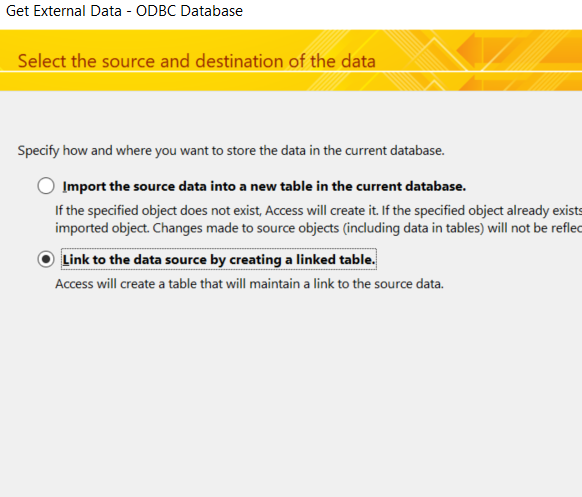 Get External Data - ODBC Database
Select the source and destination of the data
Specify how and where you want to store the data in the current database.
Import the source data into a new table in the current database.
If the specified object does not exist, Access will create it. If the specified object already exists
imported object. Changes made to source objects (including data in tables) will not be
Link to the data source by creating a linked table.
Access will create a table that will maintain a link to the source data.